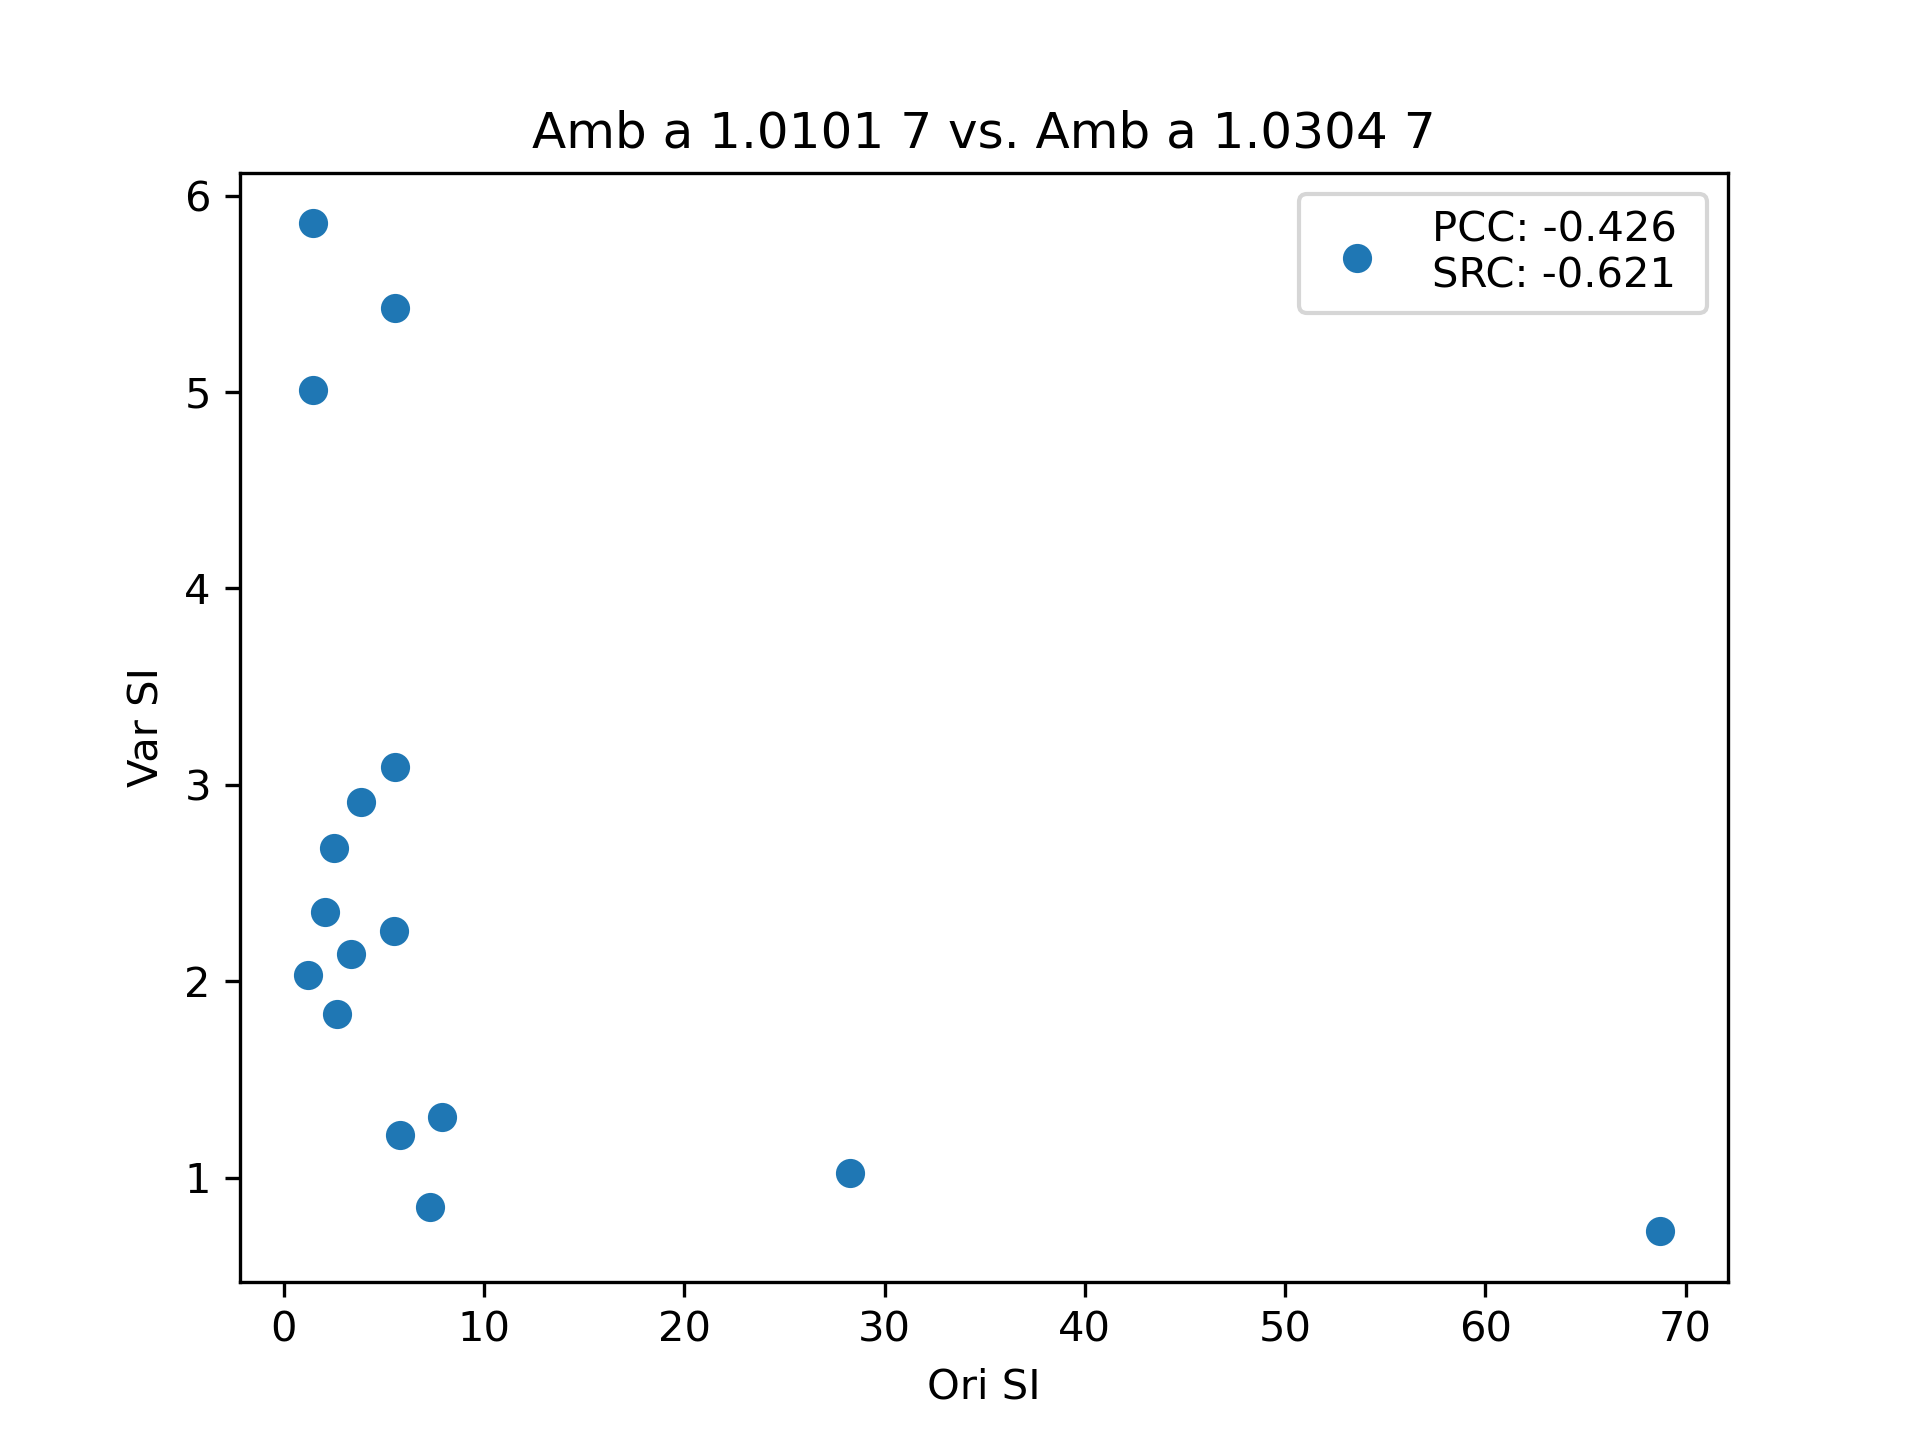 Amb a 1.0101 7 vs. Amb a 1.0304 7
PCC: -0.426
SRC: -0.621
6
5
4
3
2
1
Var SI
0 10 20 30 40 50 60 70
Ori SI